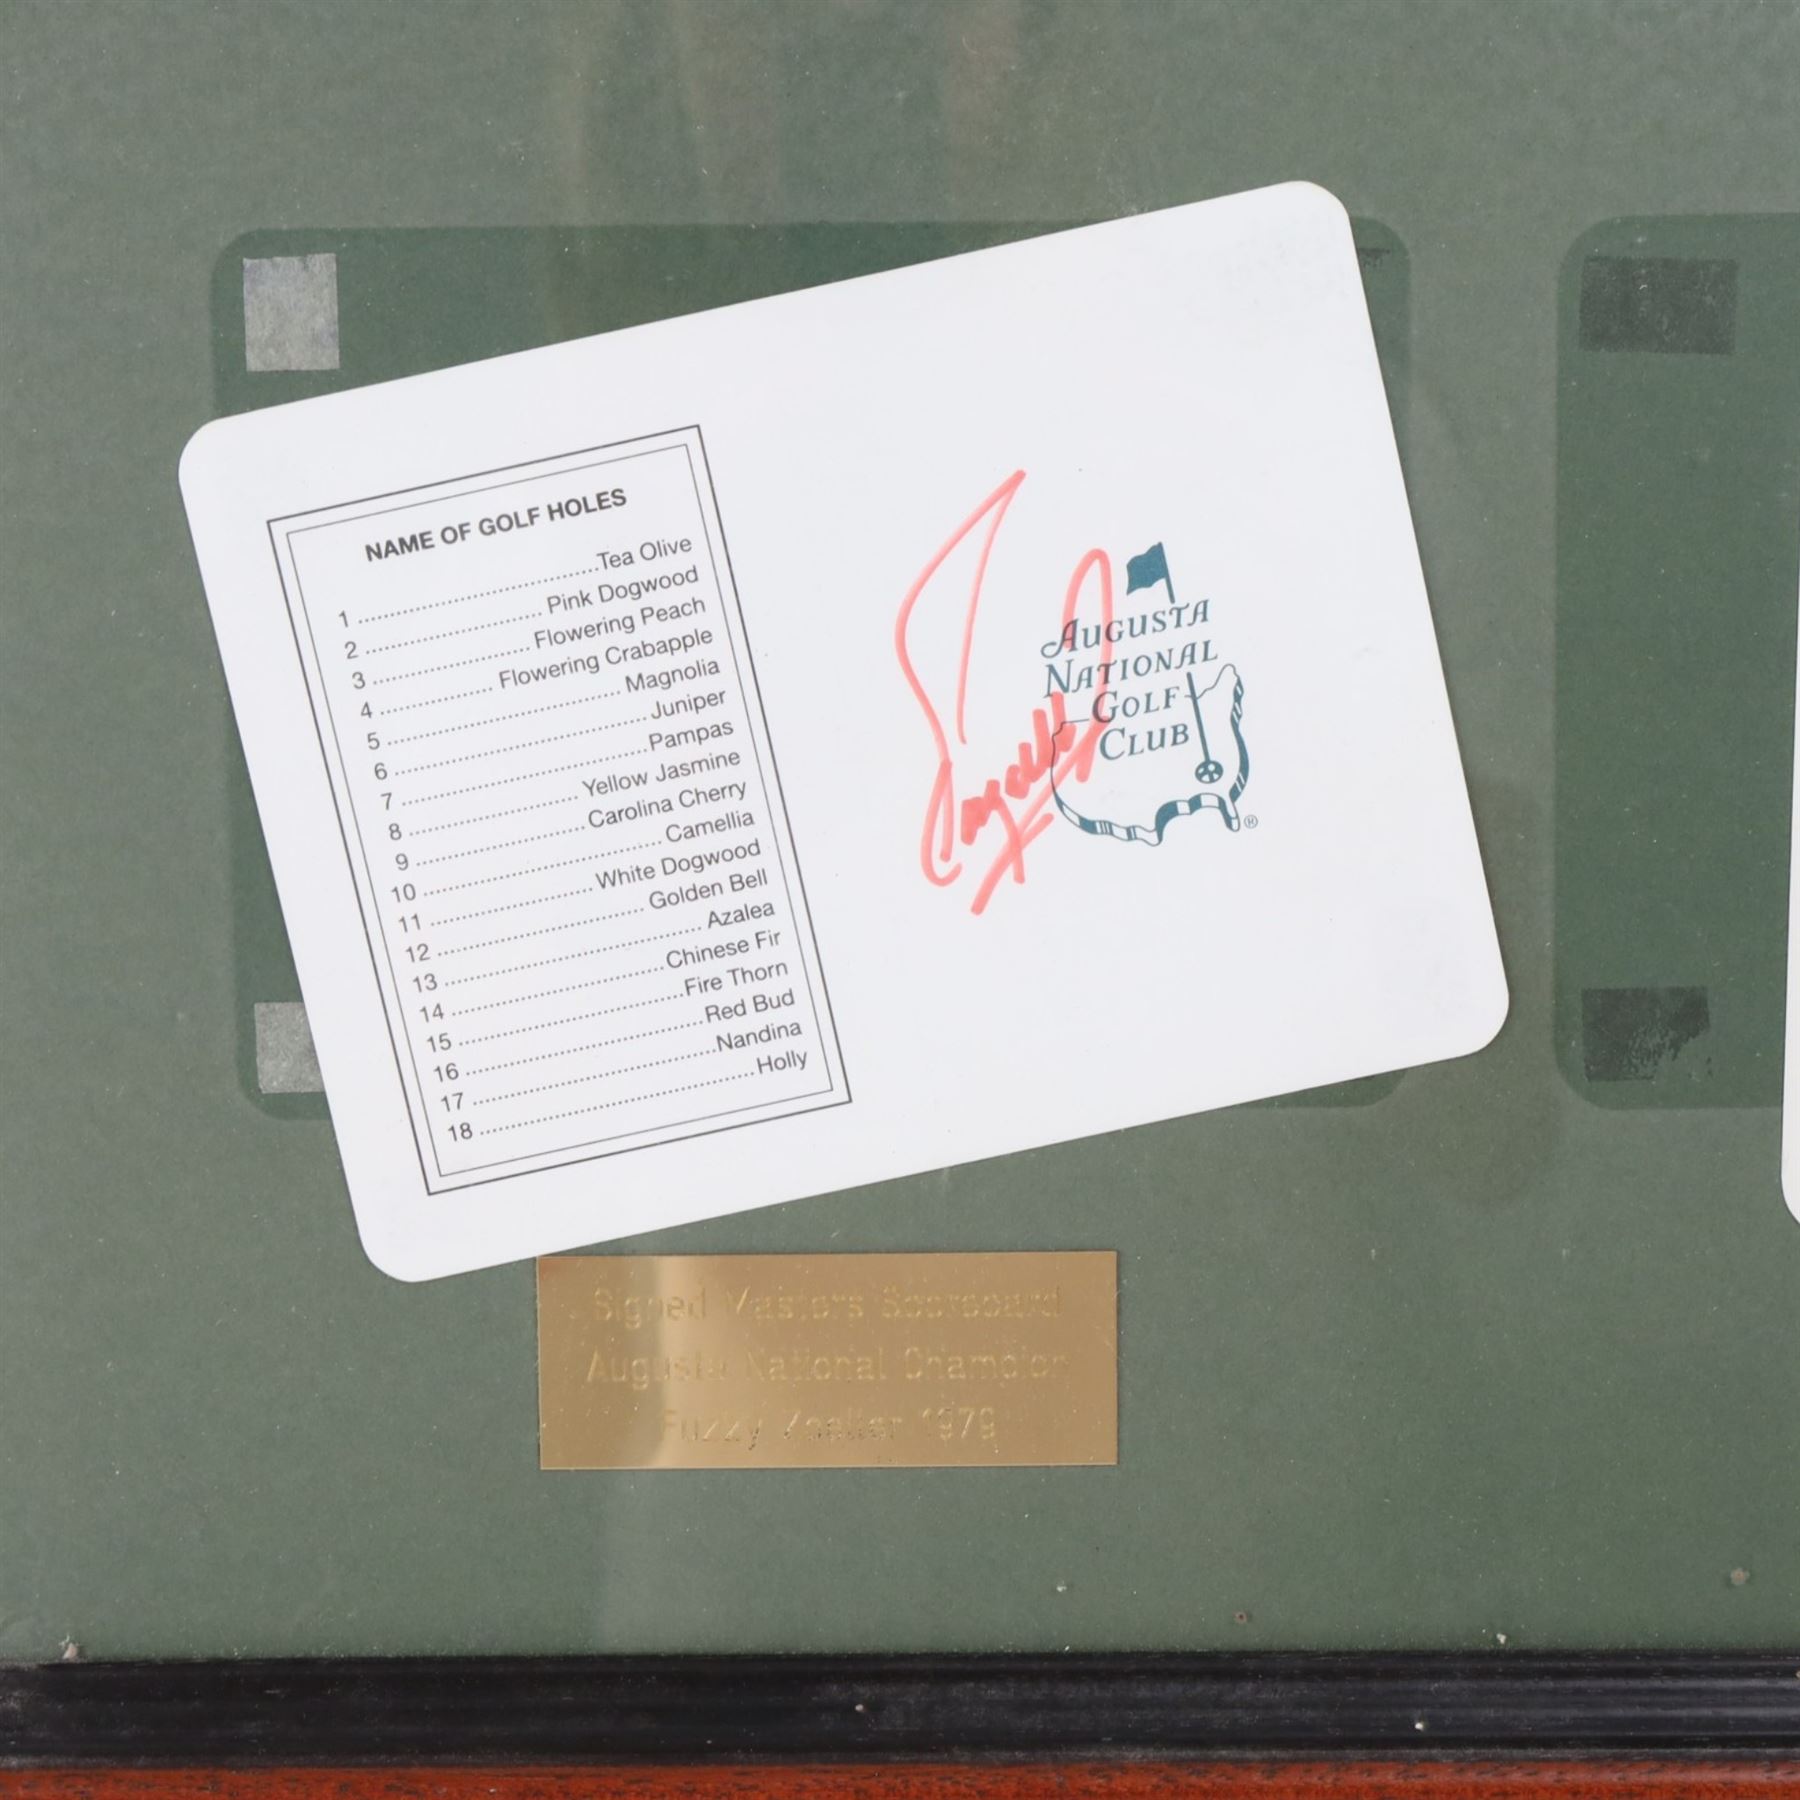 NAME OF GOLF HOLES
1 ........................................Tea Olive
2 ............................. Pink Dogwood
3 .......................... Flowering Peach
4 ................... Flowering Crabapple
5 ....................................... Magnolia
6 .......................................... Juniper
7 .........................................Pampas
8 ............................ Yellow Jasmine
9 ............................Carolina Cherry
10 ....................................... Camellia
11 ........................... White Dogwood
12 .................................. Golden Bell
13 ........................................... Azalea
14 ................................... Chinese Fir
15 .....................................Fire Thorn
16 ....................................... Red Bud
17 ........................................Nandina
18 .............................................Holly
AUGUSTA
NATIONAL
GOLF
CLUB
®
Signed Masters Scorecard
Augusta National Champion
Fuzzy Zoeller 1979